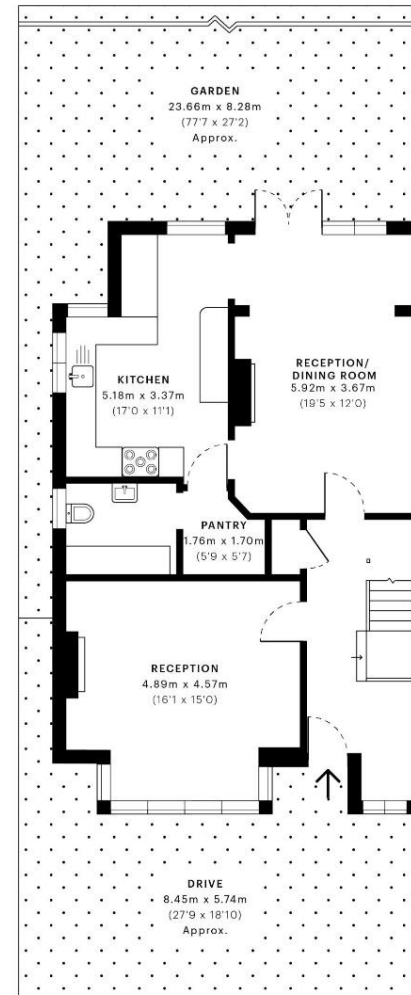 GARDEN
23.66m x 8.28m
(77'7 x 27'2)
Approx.
KITCHEN
5.18m x 3.37m
(17'0 x 11'1)
RECEPTION/
DINING ROOM
5.92m x 3.67m
(19'5 x 12'0)
PANTRY
1.76m x 1.70m
(5'9 x 5'7)
RECEPTION
4.89m x 4.57m
(16'1 x 15'0)
DRIVE
8.45m x 5.74m
(27'9 x 18'10)
Approx.